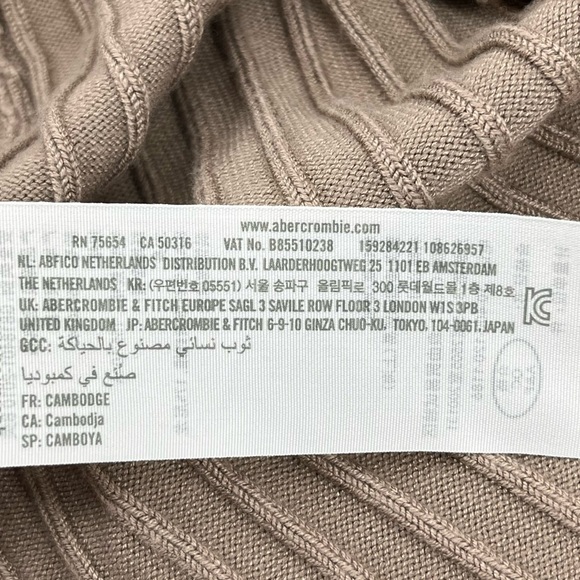 www.abercrombie.com
RN 75654 CA 50316 VAT No. B85510238 159284221 108626957
NL: ABFICO NETHERLANDS DISTRIBUTION B.V. LAARDERHOOGTWEG 25 1101 EB AMSTERDAM
THE NETHERLANDS KR: (우편번호 05551) 서울 송파구 올림픽로 300 롯데월드몰 1층 제8호
UK: ABERCROMBIE & FITCH EUROPE SAGL 3 SAVILE ROW FLOOR 3 LONDON W1S 3PB
UNITED KINGDOM JP: ABERCROMBIE & FITCH 6-9-10 GINZA CHUO-KU, TOKYO, 104-0061, JAPAN
GCC: ثوب نسائي مصنوع بالحياكة
صُنِع في كمبوديا
FR: CAMBODGE
CA: Cambodja
SP: CAMBOYA